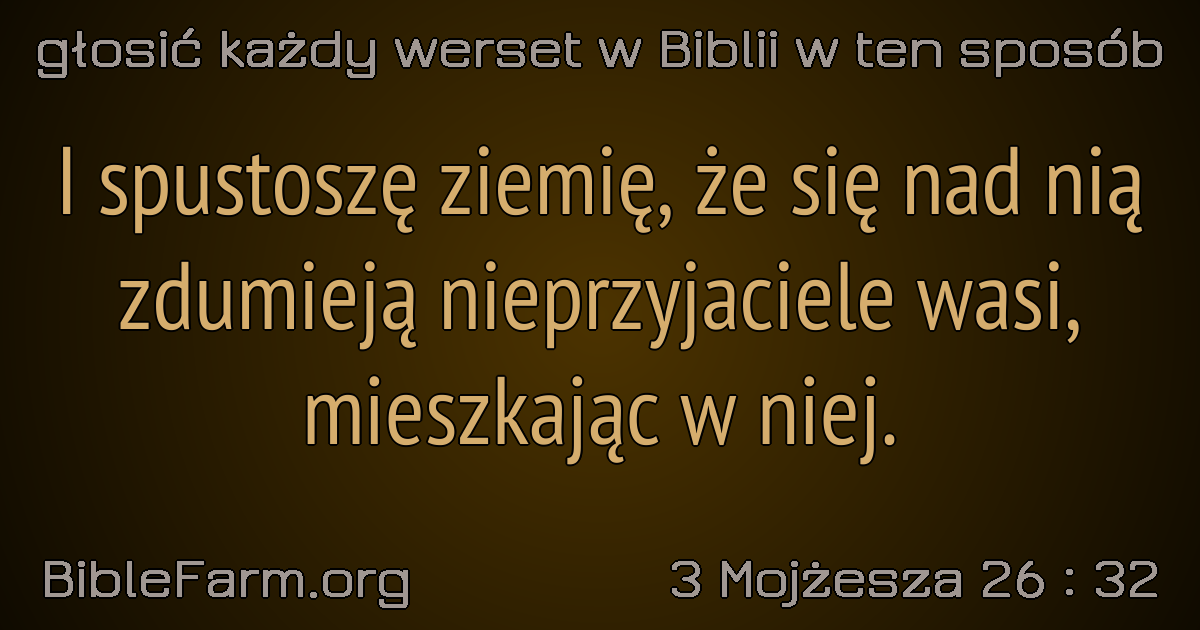 głosić każdy werset w Biblii w ten sposób
I spustoszę ziemię, że się nad nią
zdumieją nieprzyjaciele wasi,
mieszkając w niej.
BibleFarm.org
3 Mojżesza 26 : 32